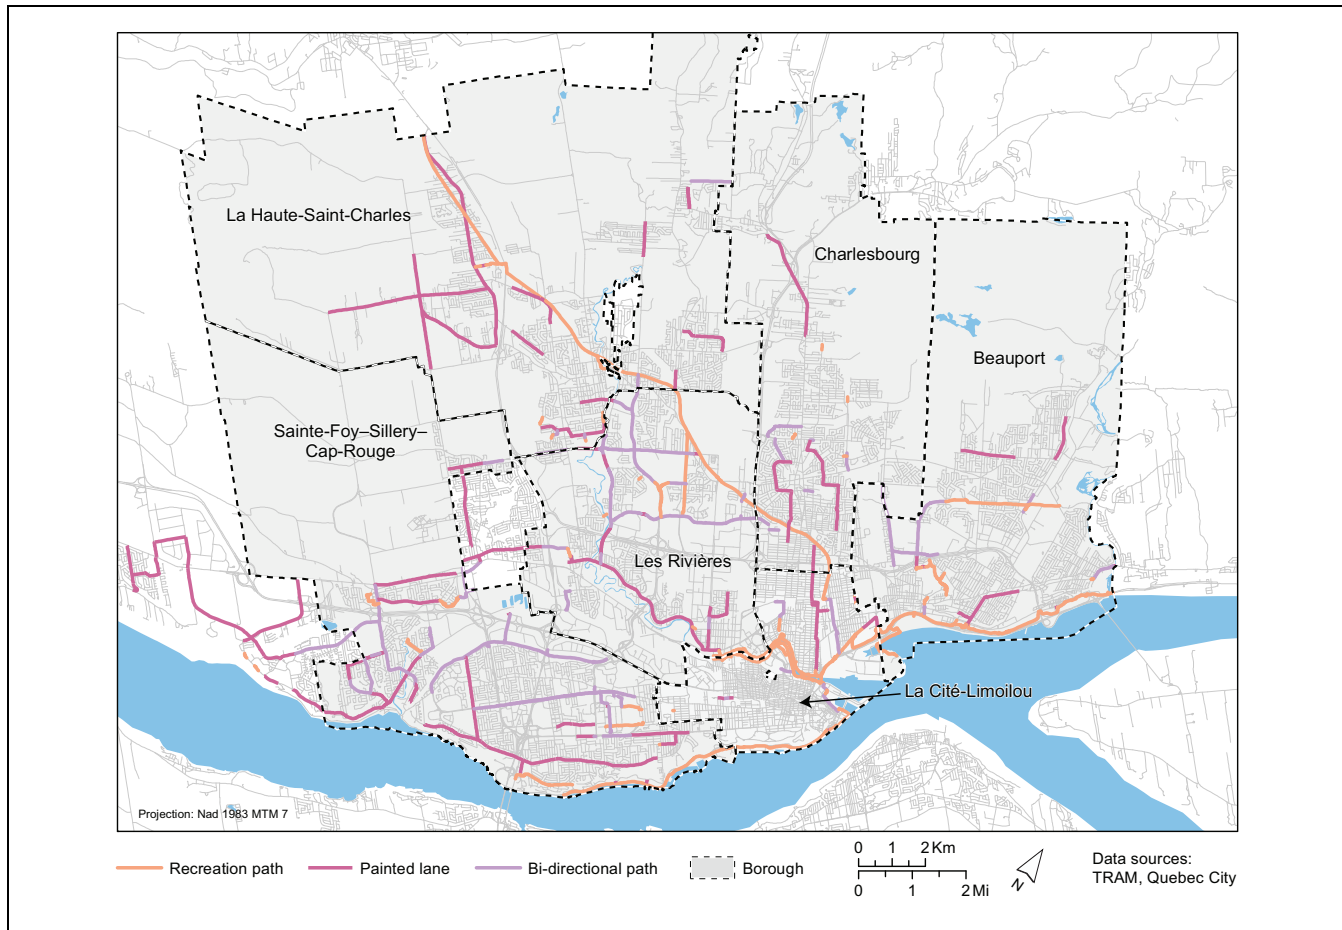 La Haute-Saint-Charles
Charlesbourg
Beauport
Sainte-Foy–Sillery–
Cap-Rouge
Les Rivières
La Cité-Limoilou
Projection: Nad 1983 MTM 7
Recreation path
Painted lane
Bi-directional path
Borough
0 1 2 Km
0 1 2 Mi
N
Data sources:
TRAM, Quebec City